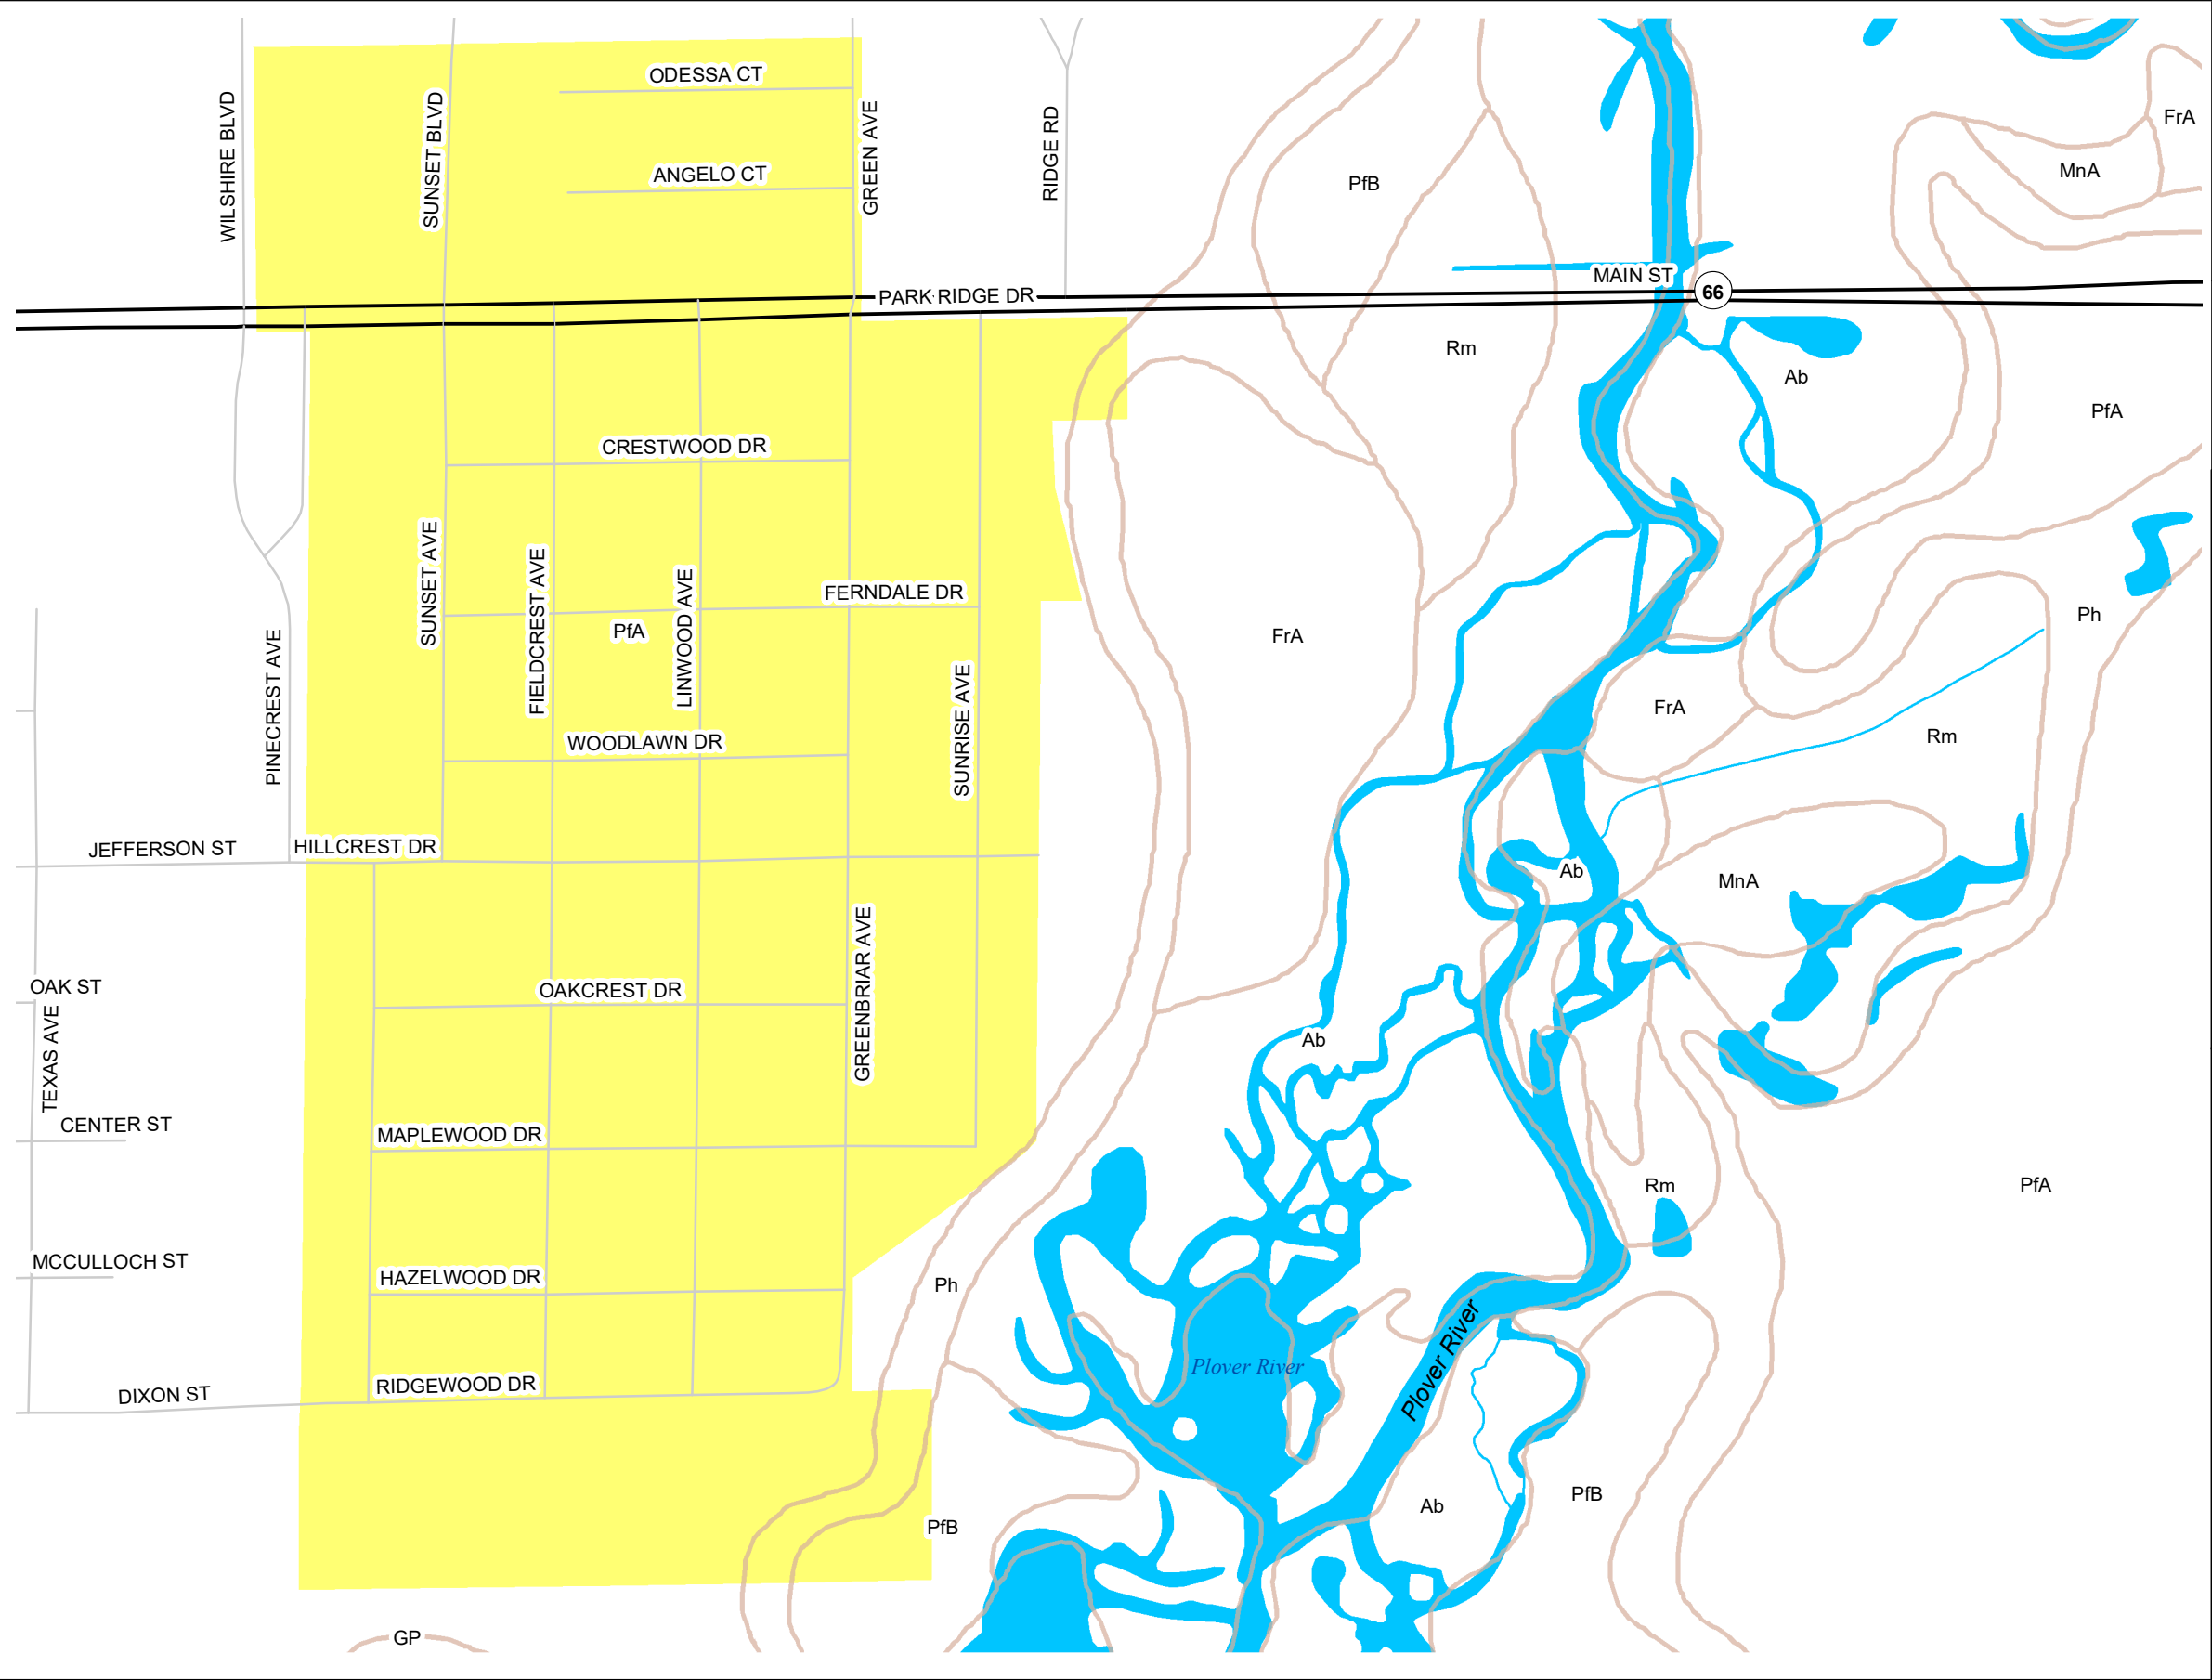 ODESSA CT
WILSHIRE BLVD
SUNSET BLVD
GREEN AVE
RIDGE RD
FrA
ANGELO CT
MnA
PfB
MAIN ST
66
PARK RIDGE DR
Rm
Ab
PfA
CRESTWOOD DR
SUNSET AVE
FIELDCREST AVE
LINWOOD AVE
FERNDALE DR
PfA
FrA
Ph
PINECREST AVE
SUNRISE AVE
FrA
Rm
WOODLAWN DR
JEFFERSON ST
HILLCREST DR
Ab
MnA
OAK ST
OAKCREST DR
GREENBRIAR AVE
TEXAS AVE
Ab
CENTER ST
MAPLEWOOD DR
Rm
PfA
MCCULLOCH ST
HAZELWOOD DR
Ph
Plover River
Plover River
DIXON ST
RIDGEWOOD DR
PfB
Ab
PfB
GP